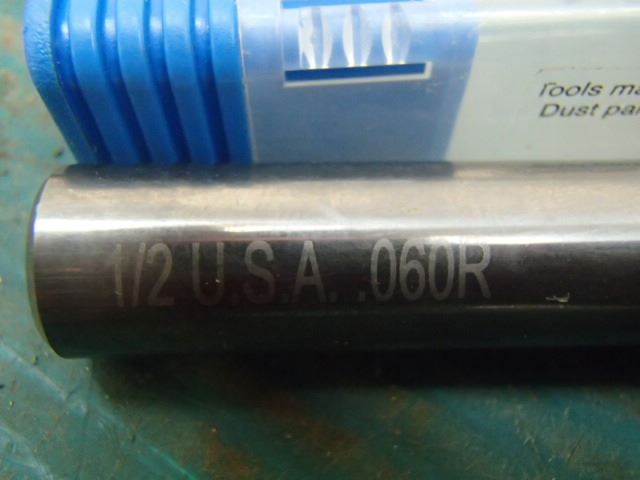 Tools ma
Dust pa
1/2 U.S.A. .060R